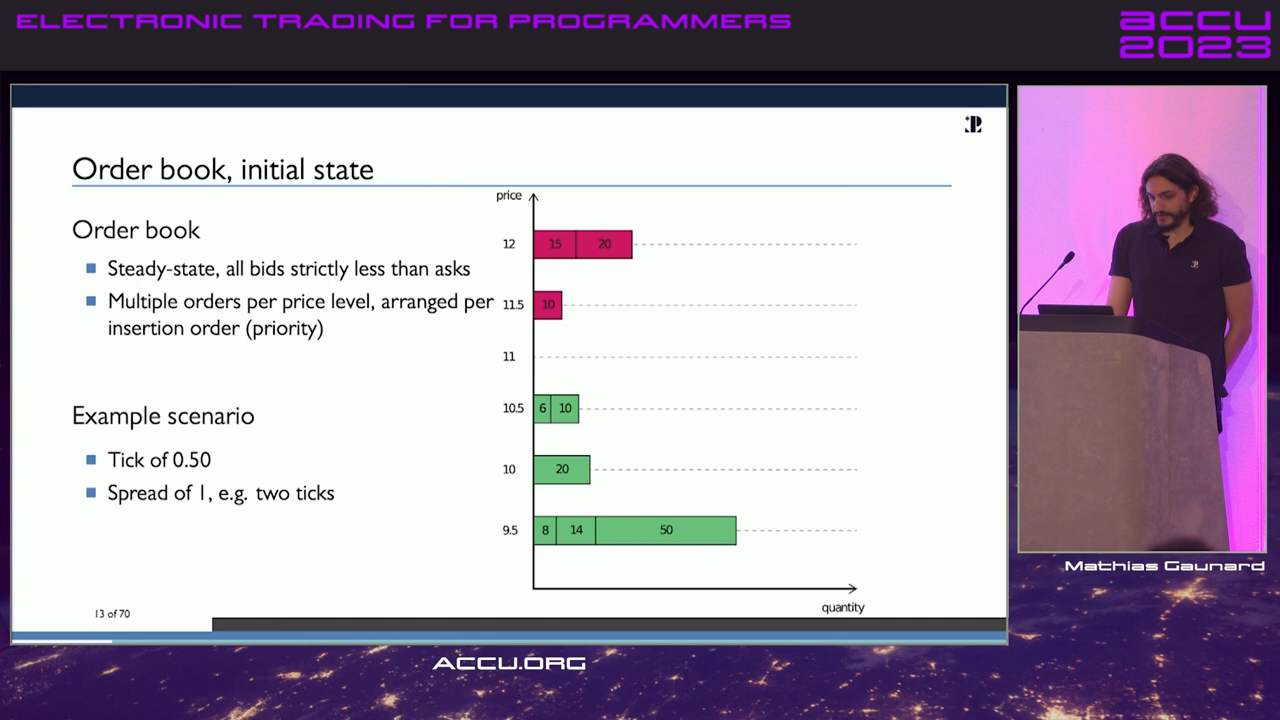 ELECTRONIC TRADING FOR PROGRAMMERS
accu
2023
Order book, initial state
Order book
Steady-state, all bids strictly less than asks
Multiple orders per price level, arranged per
insertion order (priority)
Example scenario
Tick of 0.50
Spread of 1, e.g. two ticks
price
12
15
20
11.5
10
11
10.5
6
10
10
20
9.5
8
14
50
quantity
13 of 70
Mathias Gaunard
ACCU.ORG